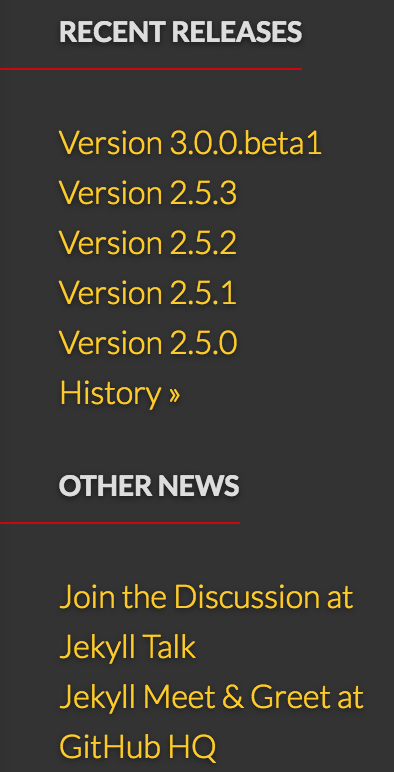 RECENT RELEASES
Version 3.0.0.beta1
Version 2.5.3
Version 2.5.2
Version 2.5.1
Version 2.5.0
History »
OTHER NEWS
Join the Discussion at
Jekyll Talk
Jekyll Meet & Greet at
GitHub HQ